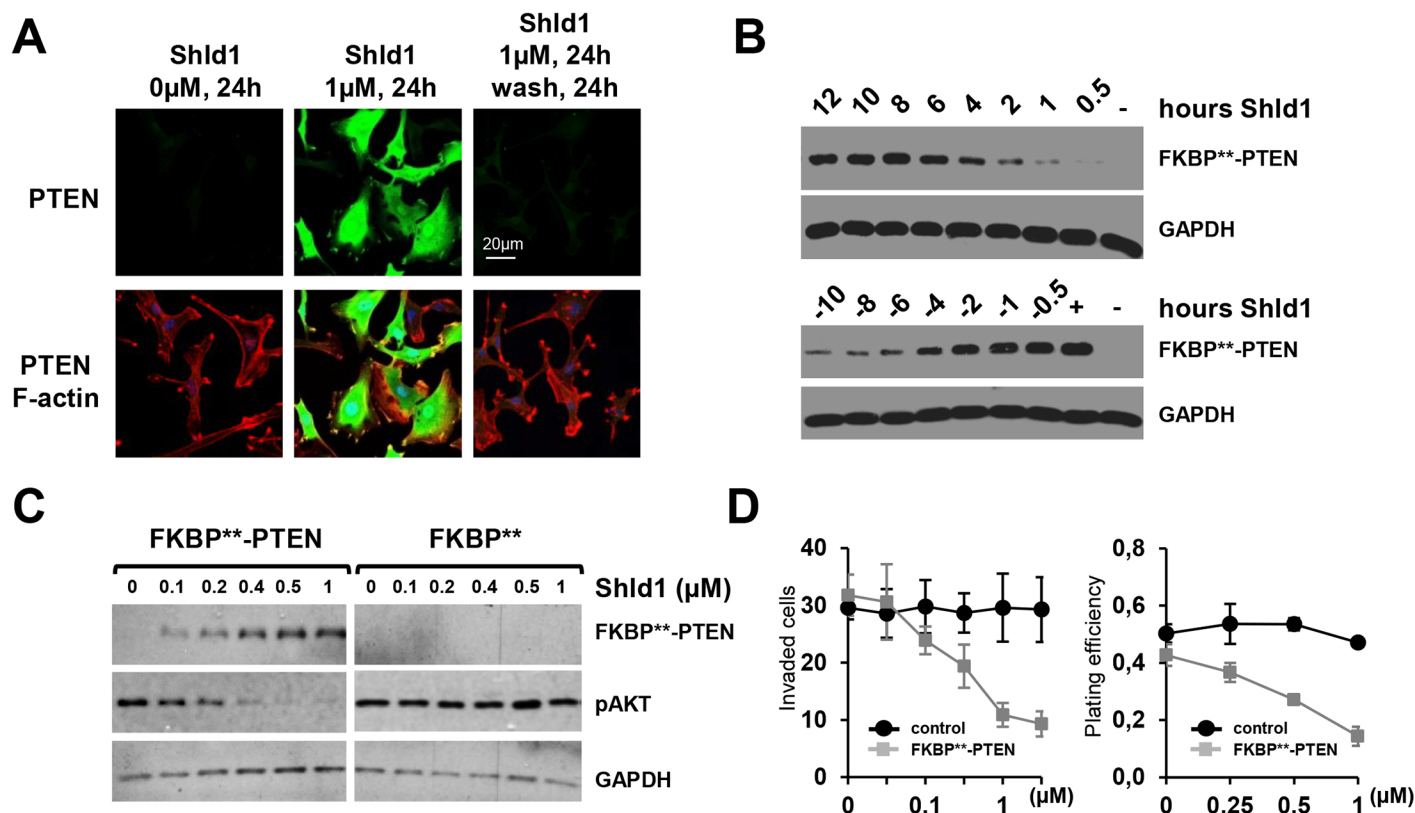 A
Shld1
0µM, 24h
Shld1
1µM, 24h
Shld1
1µM, 24h
wash, 24h
PTEN
20µm
PTEN
F-actin
B
12 10 8 6 4 2 1 0.5 - hours Shld1
FKBP**-PTEN
GAPDH
-10 -8 -6 -4 -2 -1 -0.5 + - hours Shld1
FKBP**-PTEN
GAPDH
C
FKBP**-PTEN FKBP**
0 0.1 0.2 0.4 0.5 1 0 0.1 0.2 0.4 0.5 1 Shld1 (µM)
FKBP**-PTEN
pAKT
GAPDH
D
Invaded cells
40
30
20
10
0
control
FKBP**-PTEN
0 0.1 1 (µM)
Plating efficiency
0,8
0,6
0,4
0,2
0,0
control
FKBP**-PTEN
0 0.25 0.5 1 (µM)